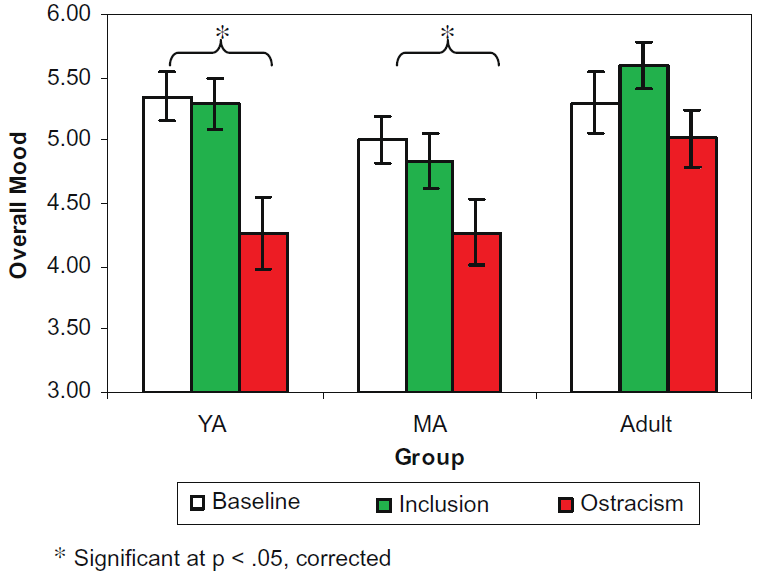 6.00
5.50
5.00
4.50
4.00
3.50
3.00
Overall Mood
* *
YA MA Adult
Group
Baseline Inclusion Ostracism
* Significant at p < .05, corrected